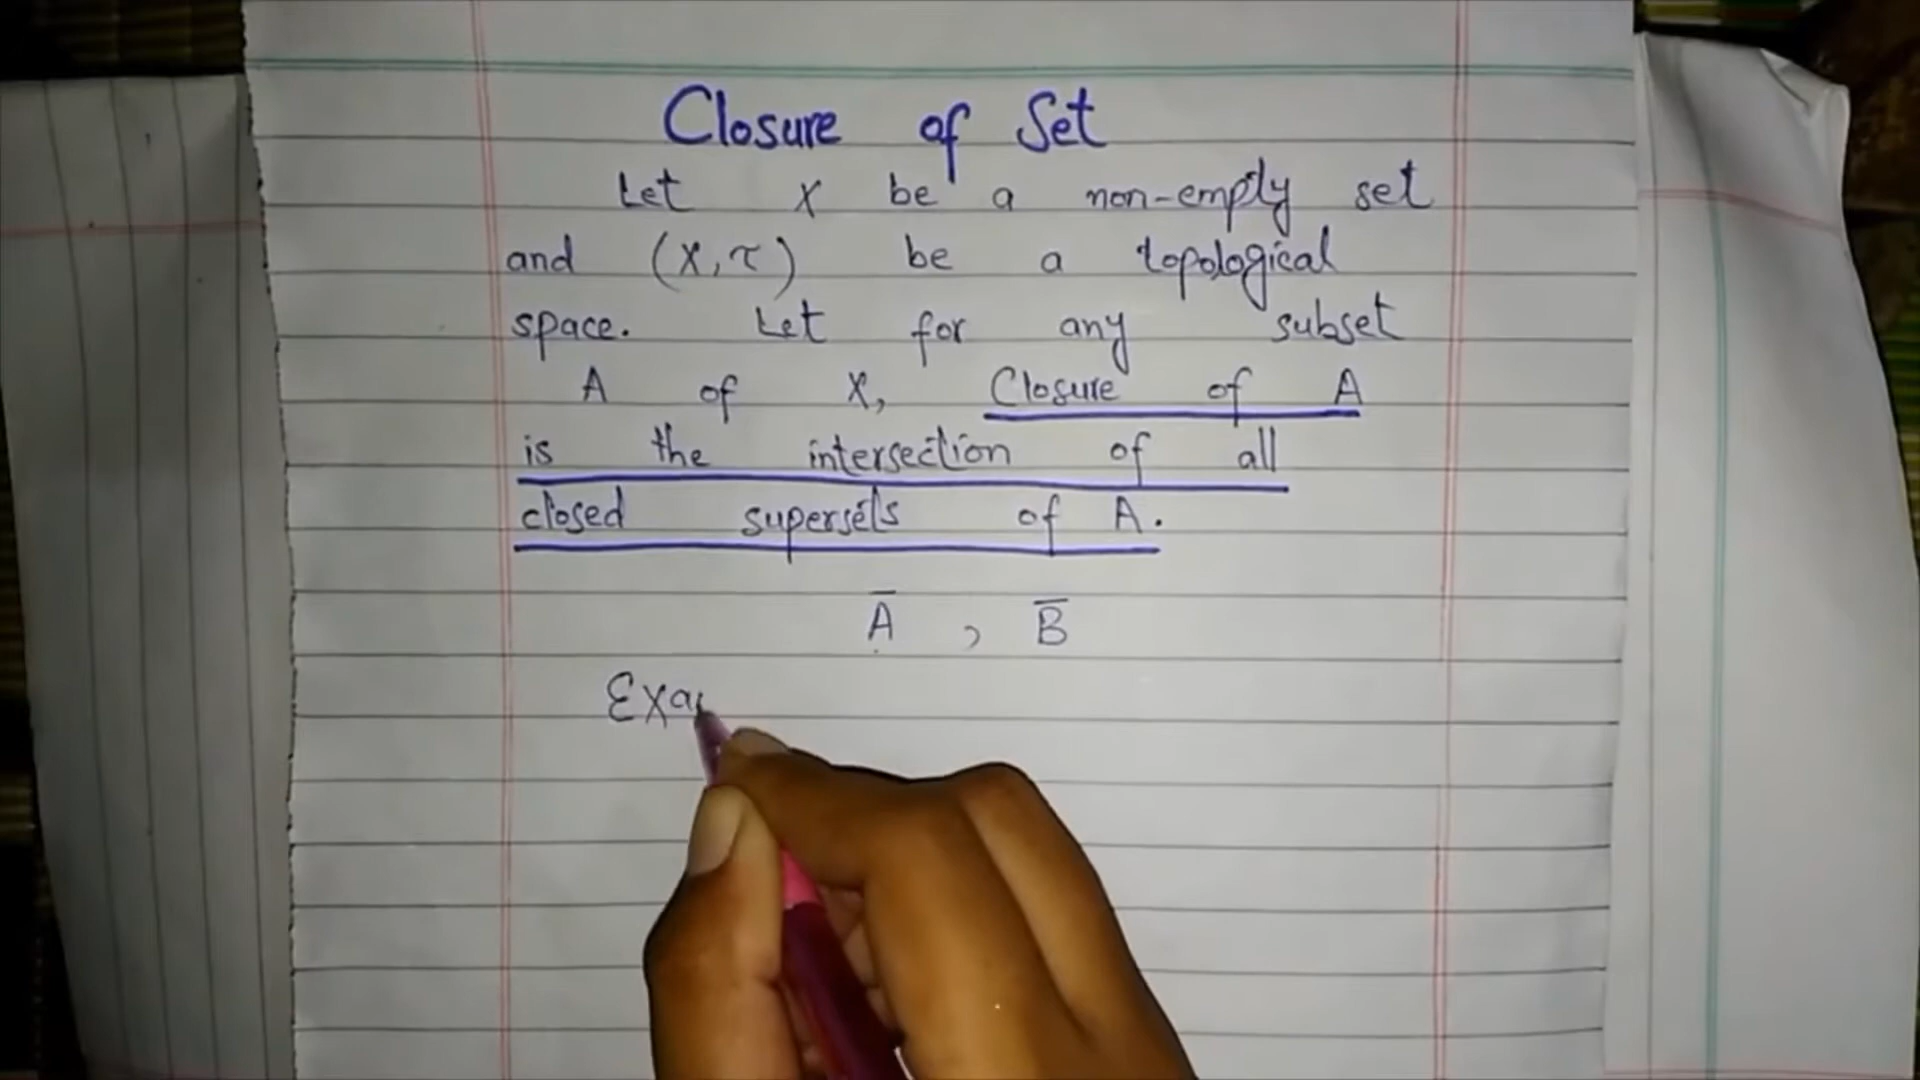 Closure of Set
Let X be a non-empty set
and (X, τ) be a topological
space. Let for any subset
A of X, Closure of A
is the intersection of all
closed supersets of A.
A̅ , B̅
Exa